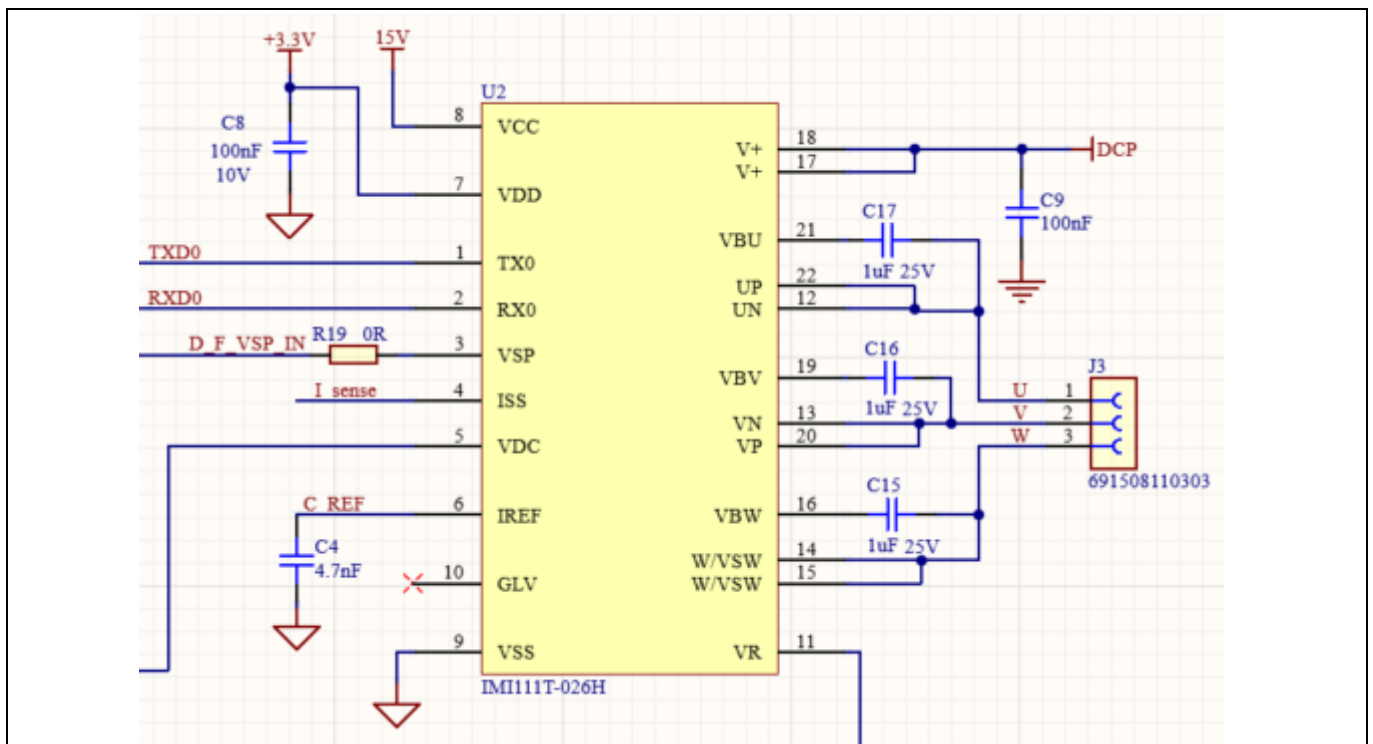 +3.3V
15V
U2
C8
100nF
10V
8
VCC
7
VDD
TXD0
1
TX0
RXD0
2
RX0
D_F_VSP_IN
R19 0R
3
VSP
I_sense
4
ISS
5
VDC
C_REF
6
IREF
C4
4.7nF
10
GLV
9
VSS
IMI111T-026H
V+
18
DCP
V+
17
C9
100nF
C17
VBU
21
1uF 25V
UP
22
UN
12
C16
VBV
19
1uF 25V
VN
13
VP
20
J3
U 1
V 2
W 3
691508110303
C15
VBW
16
1uF 25V
W/VSW
14
W/VSW
15
VR
11